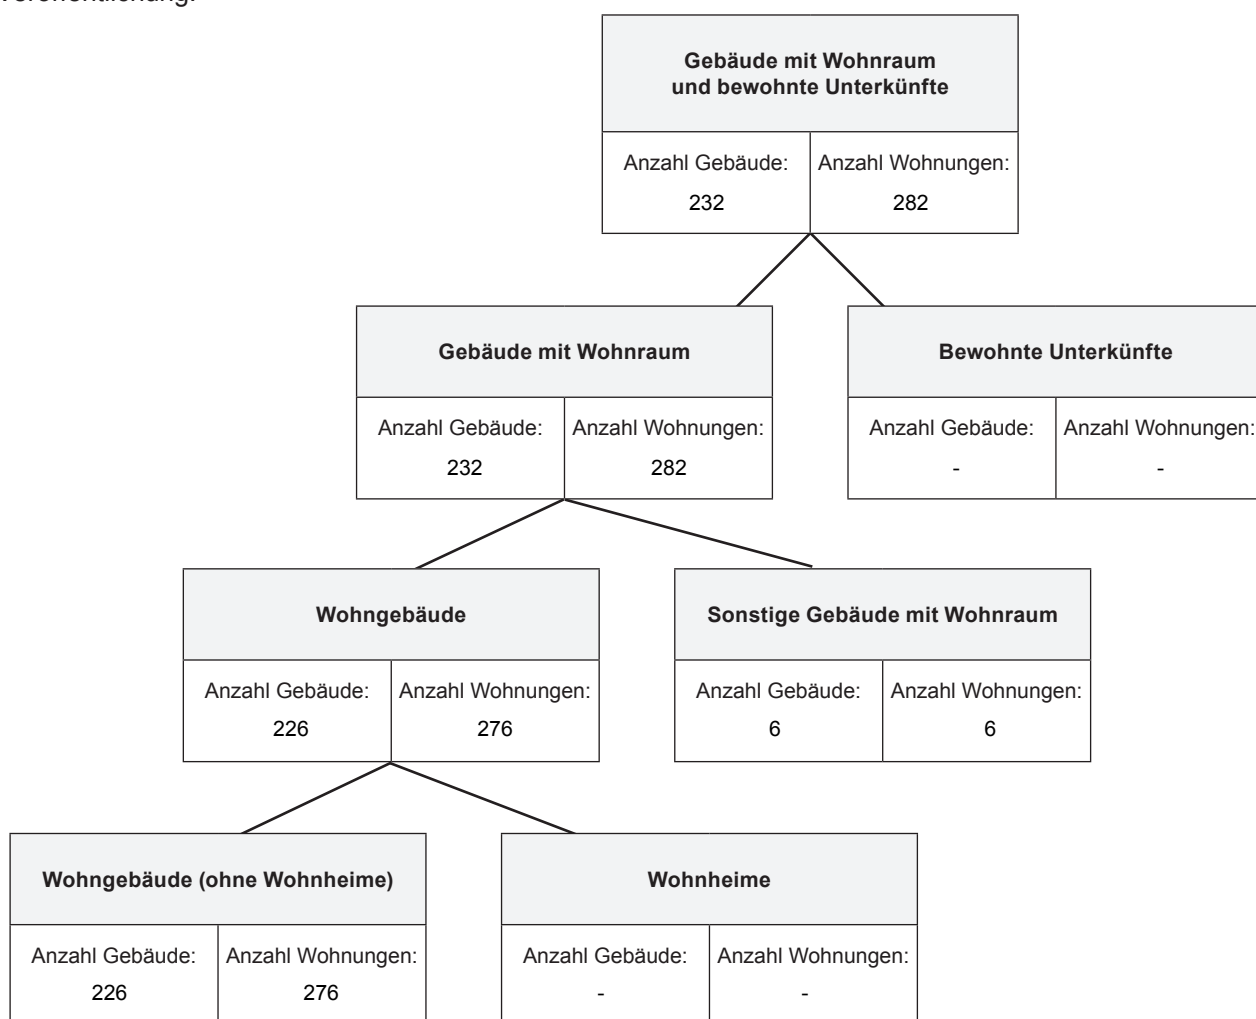 Veröffentlichung.
Gebäude mit Wohnraum
und bewohnte Unterkünfte
Anzahl Gebäude: Anzahl Wohnungen:
232 282
Gebäude mit Wohnraum Bewohnte Unterkünfte
Anzahl Gebäude: Anzahl Wohnungen: Anzahl Gebäude: Anzahl Wohnungen:
232 282 - -
Wohngebäude Sonstige Gebäude mit Wohnraum
Anzahl Gebäude: Anzahl Wohnungen: Anzahl Gebäude: Anzahl Wohnungen:
226 276 6 6
Wohngebäude (ohne Wohnheime) Wohnheime
Anzahl Gebäude: Anzahl Wohnungen: Anzahl Gebäude: Anzahl Wohnungen:
226 276 - -